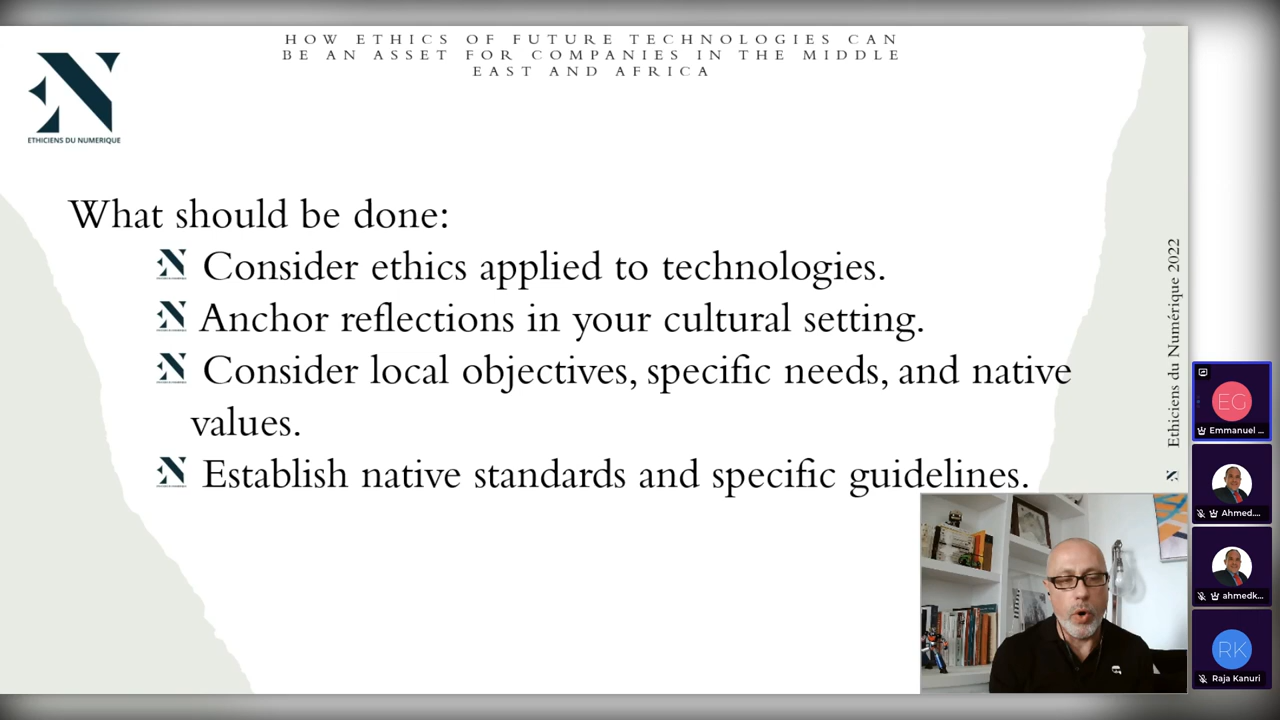 HOW ETHICS OF FUTURE TECHNOLOGIES CAN
BE AN ASSET FOR COMPANIES IN THE MIDDLE
EAST AND AFRICA
ETHICIENS DU NUMERIQUE
What should be done:
Consider ethics applied to technologies.
Anchor reflections in your cultural setting.
Consider local objectives, specific needs, and native
values.
Establish native standards and specific guidelines.
Ethiciens du Numérique 2022
EG
Emmanuel ...
Ahmed....
ahmedk...
RK
Raja Kanuri